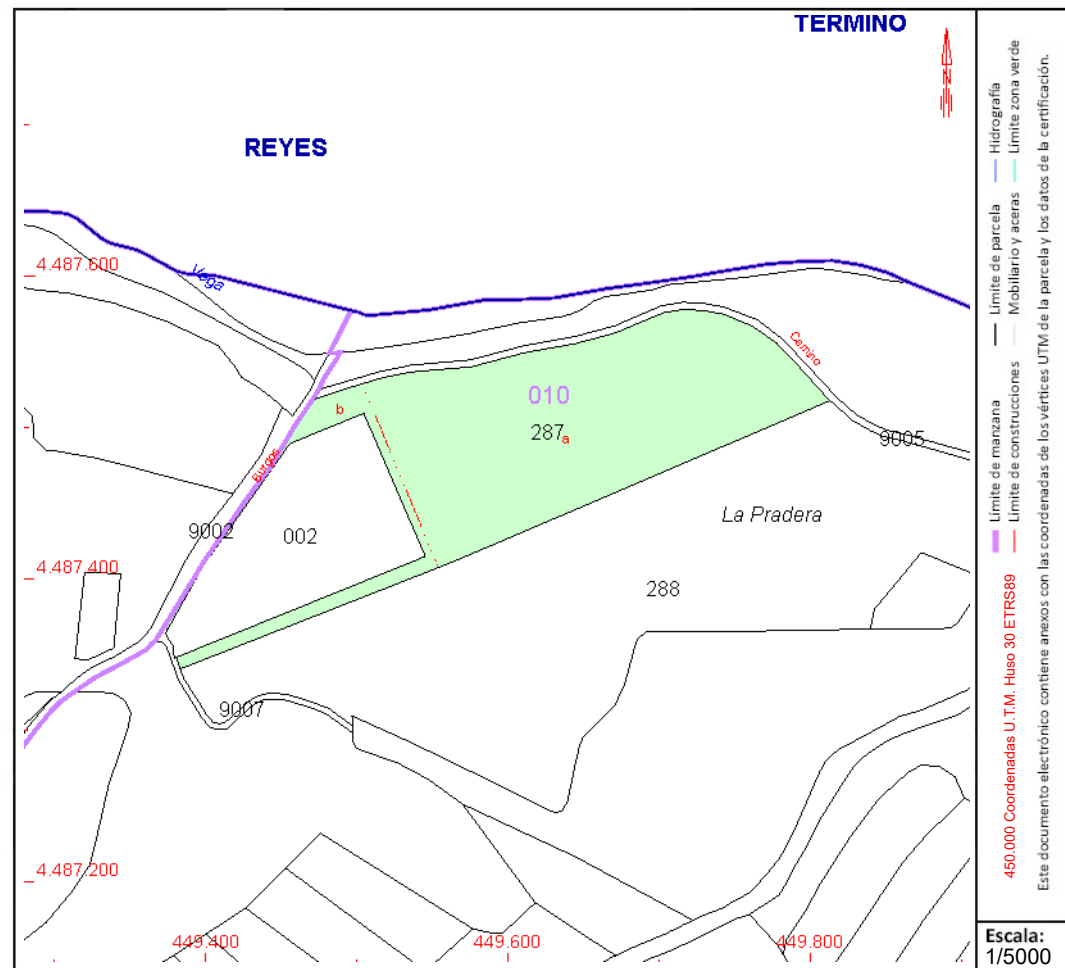 TERMINO
N
REYES
4.487.600
Vega
Camino
010
b
287
a
9005
Burgos
La Pradera
9002
002
4.487.400
288
9007
4.487.200
449.400
449.600
449.800
Límite de manzana
Límite de parcela
Hidrografía
Límite de construcciones
Mobiliario y aceras
Límite zona verde
450.000 Coordenadas U.T.M. Huso 30 ETRS89
Este documento electrónico contiene anexos con las coordenadas de los vértices UTM de la parcela y los datos de la certificación.
Escala:
1/5000